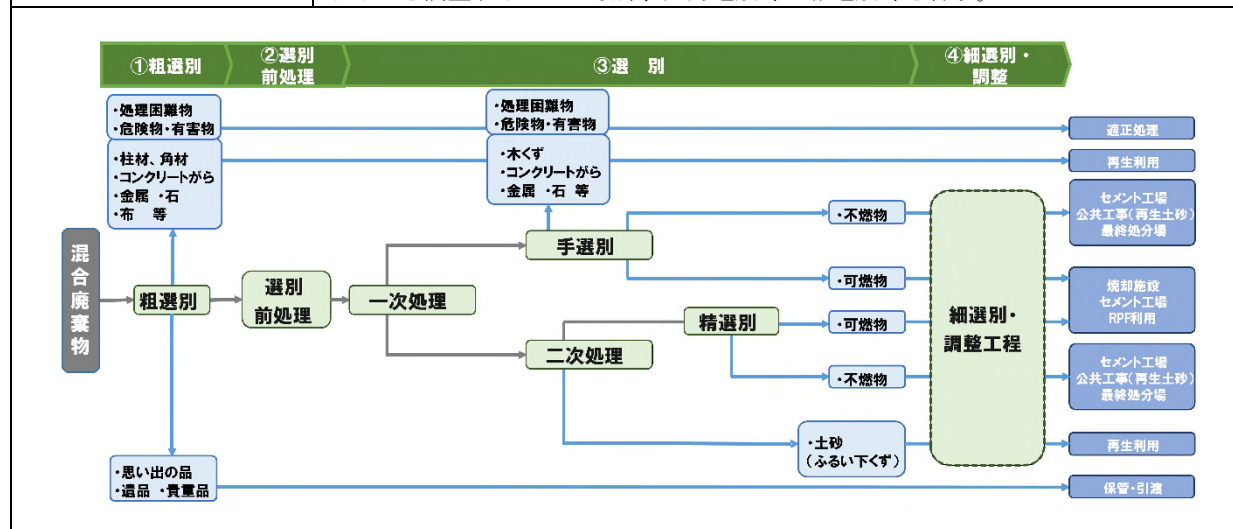 ①粗選別
②選別
前処理
③選 別
④細選別・
調整
・処理困難物
・危険物・有害物
・柱材、角材
・コンクリートがら
・金属 ・石
・布 等
・処理困難物
・危険物・有害物
・木くず
・コンクリートがら
・金属 ・石 等
適正処理
再生利用
混合廃棄物
粗選別
選別
前処理
一次処理
手選別
二次処理
精選別
・不燃物
・可燃物
・可燃物
・不燃物
・土砂
(ふるい下くず)
細選別・
調整工程
セメント工場
公共工事(再生土砂)
最終処分場
焼却施設
セメント工場
RPF利用
セメント工場
公共工事(再生土砂)
最終処分場
再生利用
・思い出の品
・遺品 ・貴重品
保管・引渡